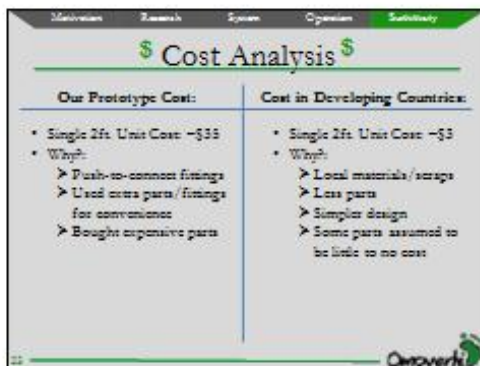 Motivation Research System Operation
$ Cost Analysis $
Our Prototype Cost:
• Single 2ft. Unit Cost: ~$35
• Why?:
➤ Push-to-connect fittings
➤ Used extra parts/fittings
for convenience
➤ Bought expensive parts
Cost in Developing Countries:
• Single 2ft. Unit Cost: ~$3
• Why?:
➤ Local materials/scraps
➤ Less parts
➤ Simpler design
➤ Some parts assumed to
be little to no cost